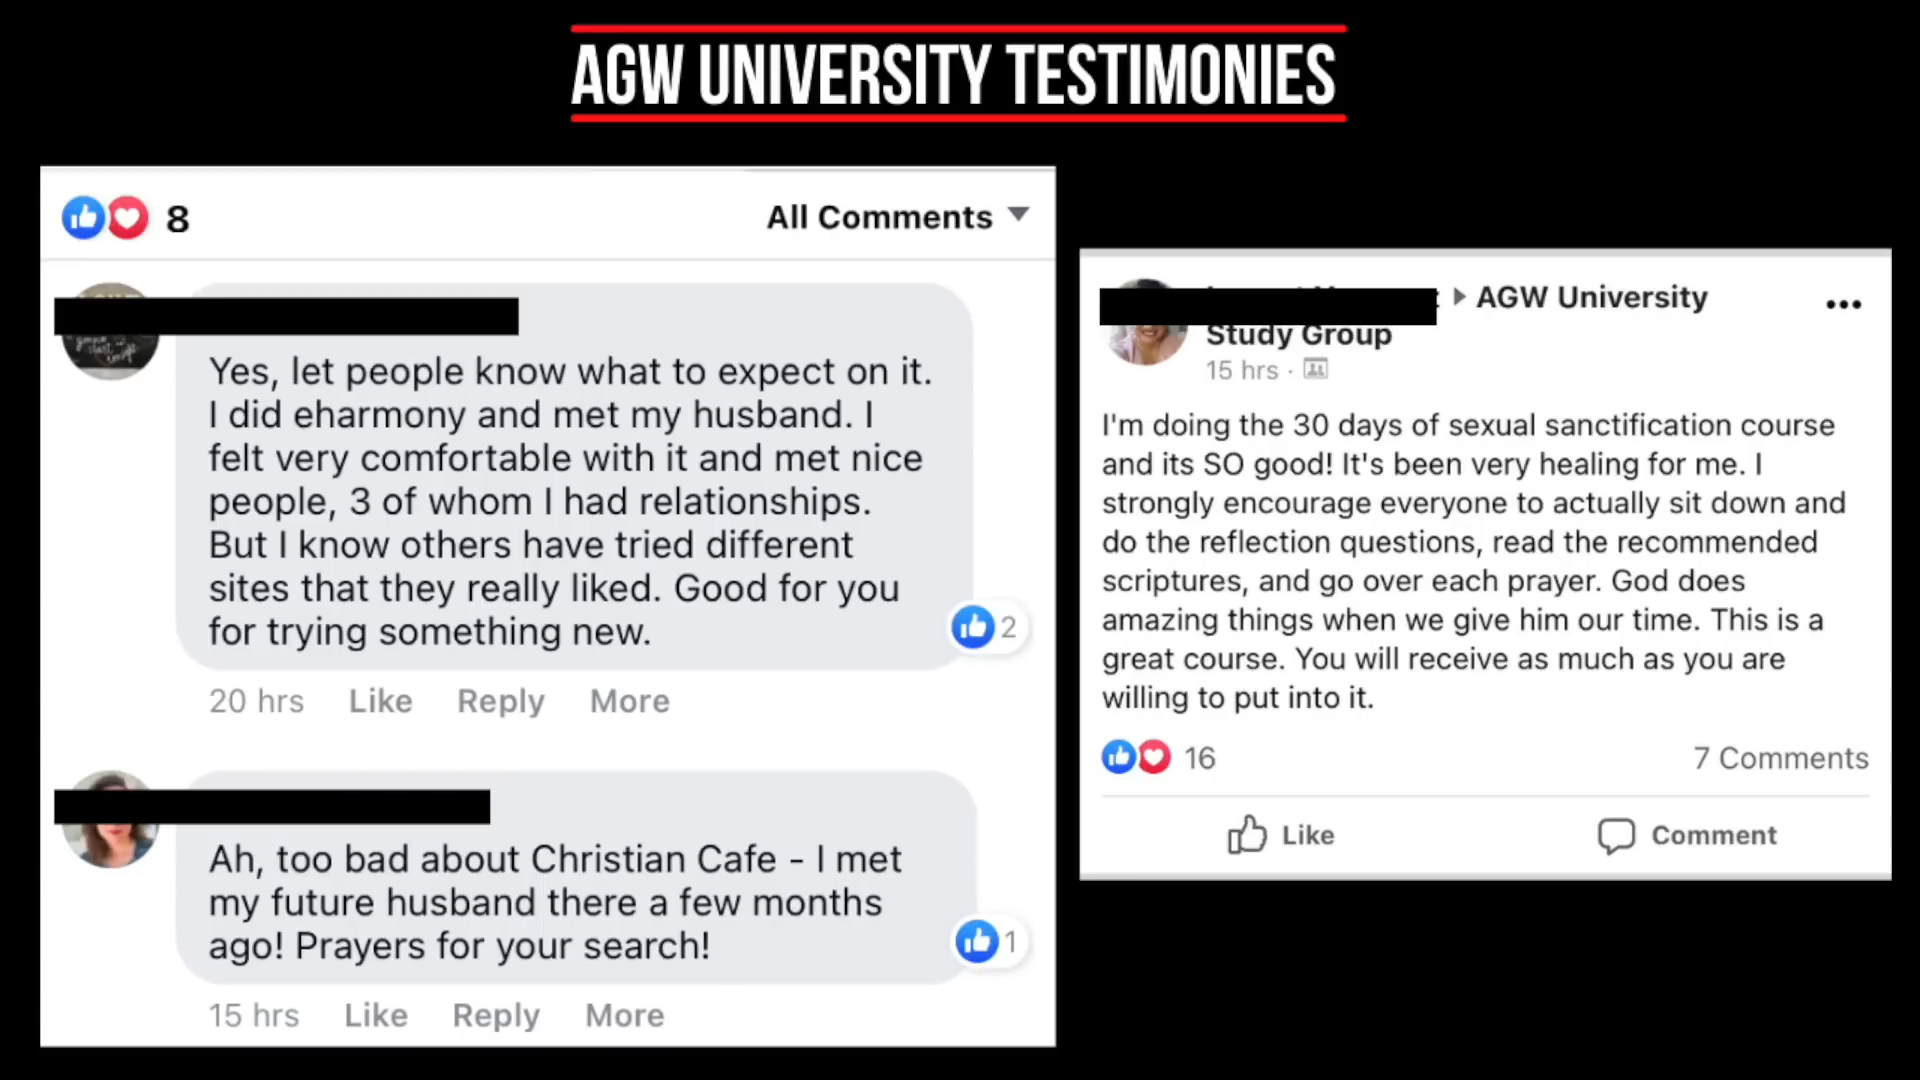 AGW UNIVERSITY TESTIMONIES
8
All Comments
Yes, let people know what to expect on it.
I did eharmony and met my husband. I
felt very comfortable with it and met nice
people, 3 of whom I had relationships.
But I know others have tried different
sites that they really liked. Good for you
for trying something new.
2
20 hrs Like Reply More
Ah, too bad about Christian Cafe - I met
my future husband there a few months
ago! Prayers for your search!
1
15 hrs Like Reply More
AGW University
Study Group
15 hrs ·
I'm doing the 30 days of sexual sanctification course
and its SO good! It's been very healing for me. I
strongly encourage everyone to actually sit down and
do the reflection questions, read the recommended
scriptures, and go over each prayer. God does
amazing things when we give him our time. This is a
great course. You will receive as much as you are
willing to put into it.
16 7 Comments
Like Comment